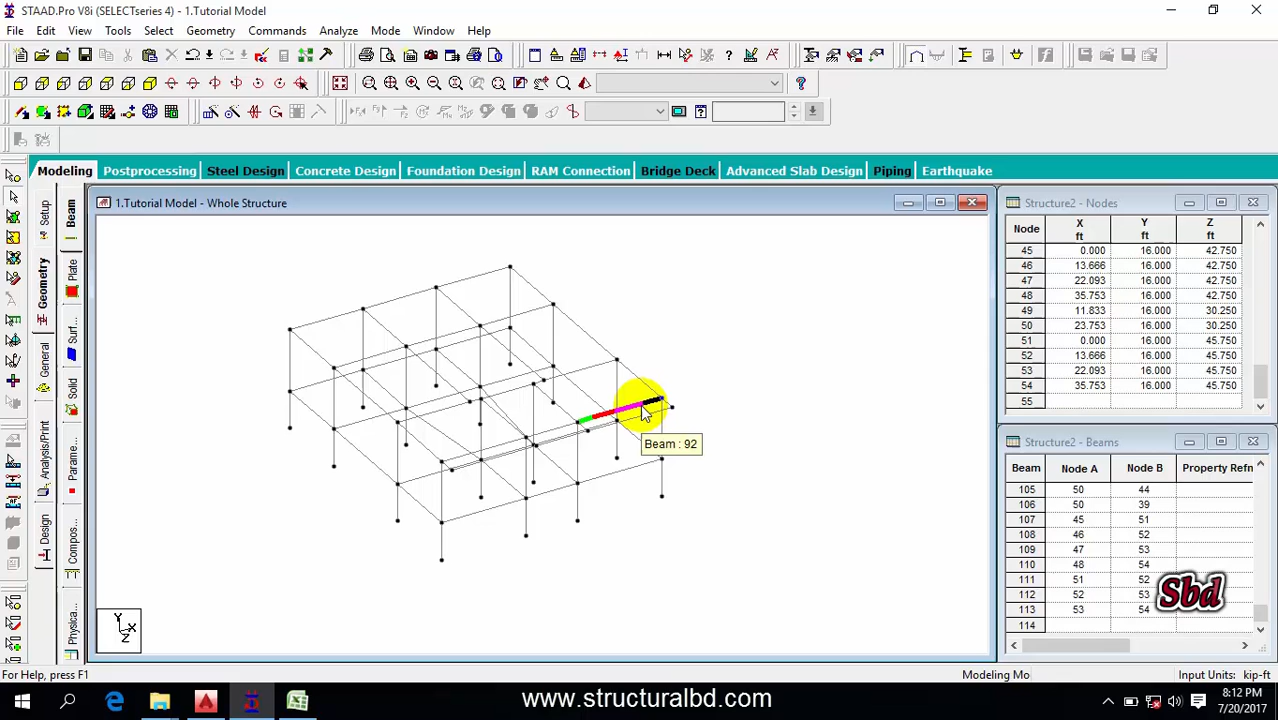 STAAD.Pro V8i (SELECTseries 4) - 1.Tutorial Model
File Edit View Tools Select Geometry Commands Analyze Mode Window Help
Modeling Postprocessing Steel Design Concrete Design Foundation Design RAM Connection Bridge Deck Advanced Slab Design Piping Earthquake
Setup
Geometry
General
Analysis/Print
Design
Beam
Plate
Surf...
Solid
Parame...
Compos...
Physica...
1.Tutorial Model - Whole Structure
Beam : 92
Y
X
Z
Structure2 - Nodes
Node X ft Y ft Z ft
45 0.000 16.000 42.750
46 13.666 16.000 42.750
47 22.093 16.000 42.750
48 35.753 16.000 42.750
49 11.833 16.000 30.250
50 23.753 16.000 30.250
51 0.000 16.000 45.750
52 13.666 16.000 45.750
53 22.093 16.000 45.750
54 35.753 16.000 45.750
55
Structure2 - Beams
Beam Node A Node B Property Refn
105 50 44
106 50 39
107 45 51
108 46 52
109 47 53
110 48 54
111 51 52
112 52 53
113 53 54
114
Sbd
For Help, press F1
Modeling Mo
Input Units: kip-ft
www.structuralbd.com
8:12 PM
7/20/2017